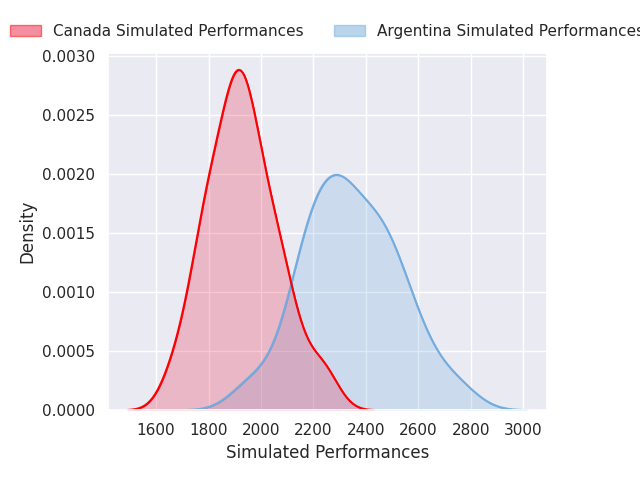 Canada Simulated Performances Argentina Simulated Performances
0.0030
0.0025
0.0020
0.0015
0.0010
0.0005
0.0000
Density
1600 1800 2000 2200 2400 2600 2800 3000
Simulated Performances